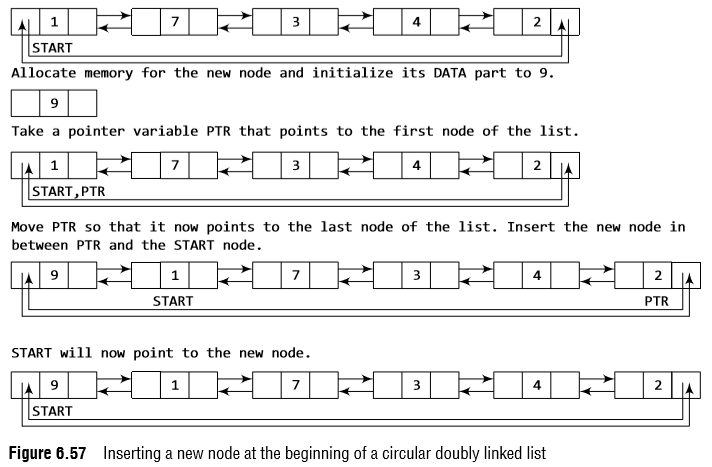 1 7 3 4 2
START
Allocate memory for the new node and initialize its DATA part to 9.
9
Take a pointer variable PTR that points to the first node of the list.
1 7 3 4 2
START,PTR
Move PTR so that it now points to the last node of the list. Insert the new node in
between PTR and the START node.
9 1 7 3 4 2
START PTR
START will now point to the new node.
9 1 7 3 4 2
START
Figure 6.57 Inserting a new node at the beginning of a circular doubly linked list